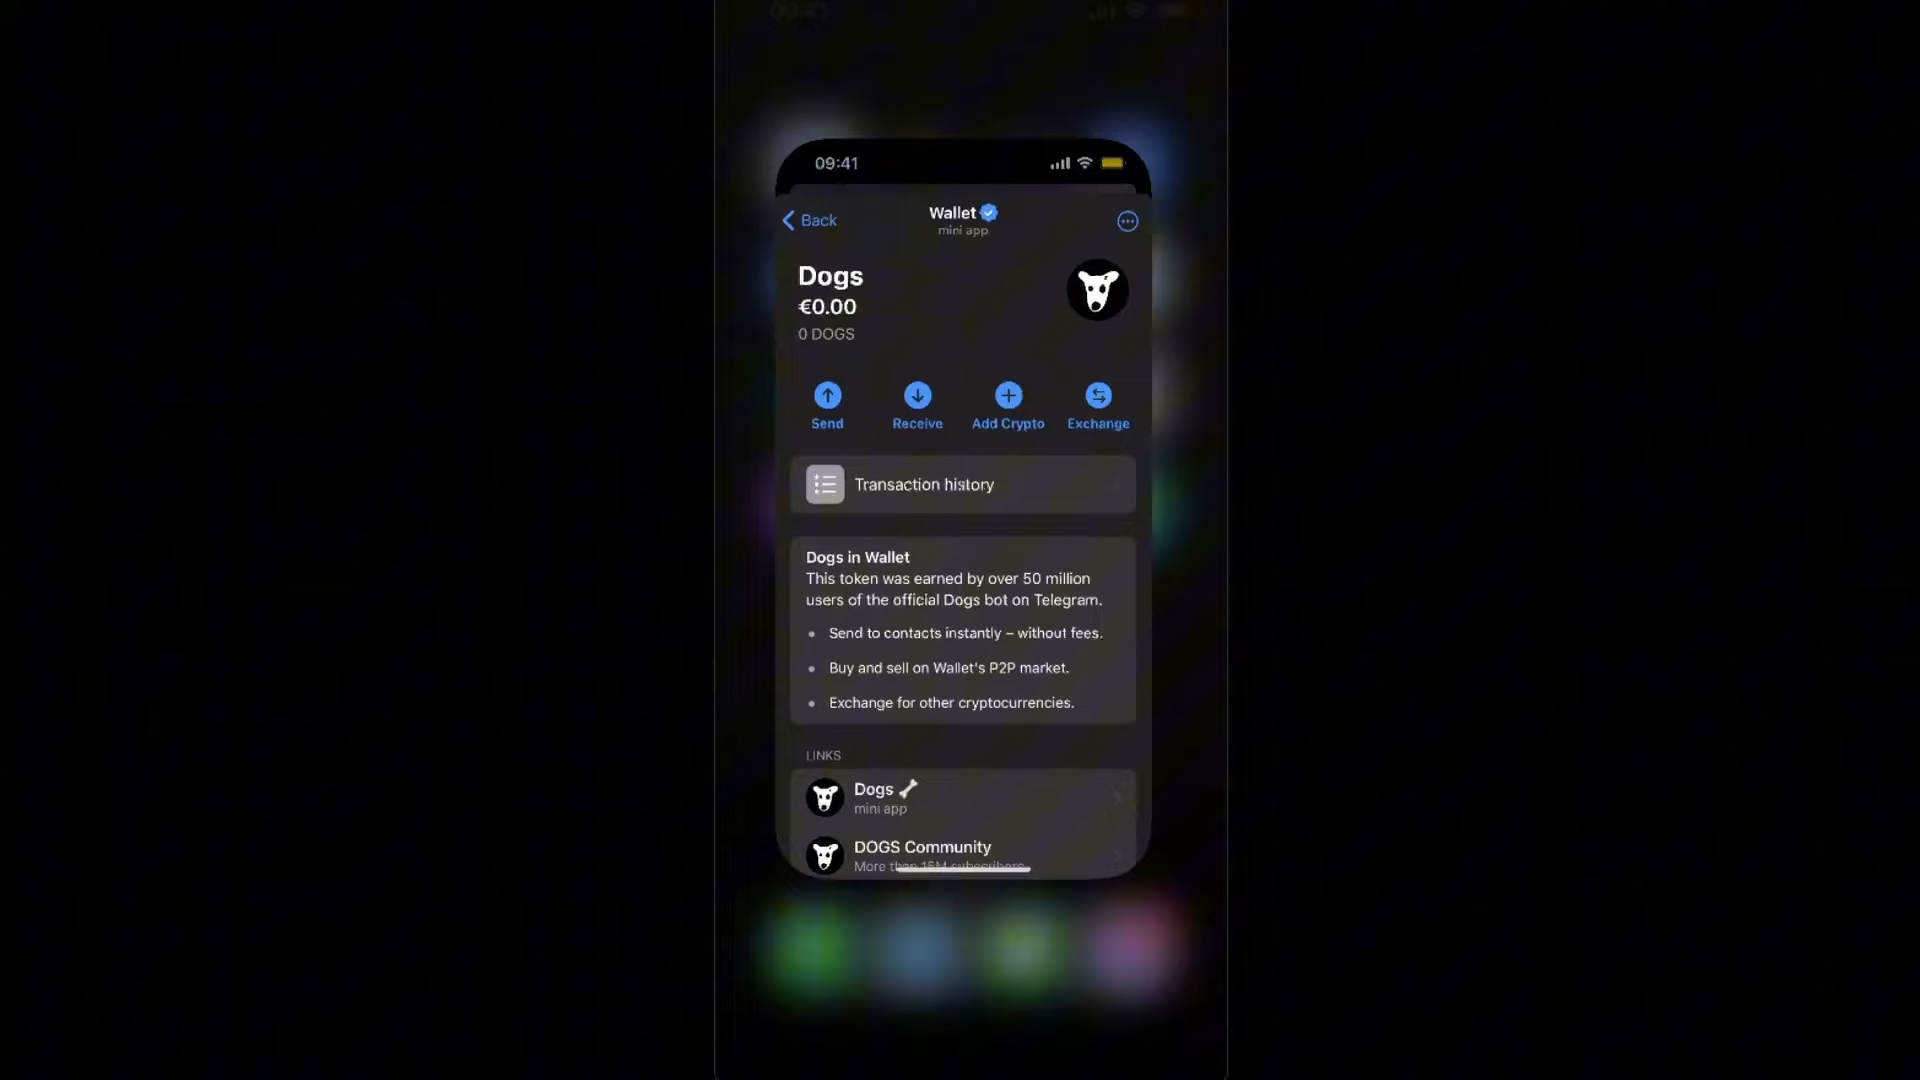 09:41
Back
Wallet
mini app
Dogs
€0.00
0 DOGS
Send
Receive
Add Crypto
Exchange
Transaction history
Dogs in Wallet
This token was earned by over 50 million
users of the official Dogs bot on Telegram.
Send to contacts instantly – without fees.
Buy and sell on Wallet's P2P market.
Exchange for other cryptocurrencies.
LINKS
Dogs
mini app
DOGS Community
More than